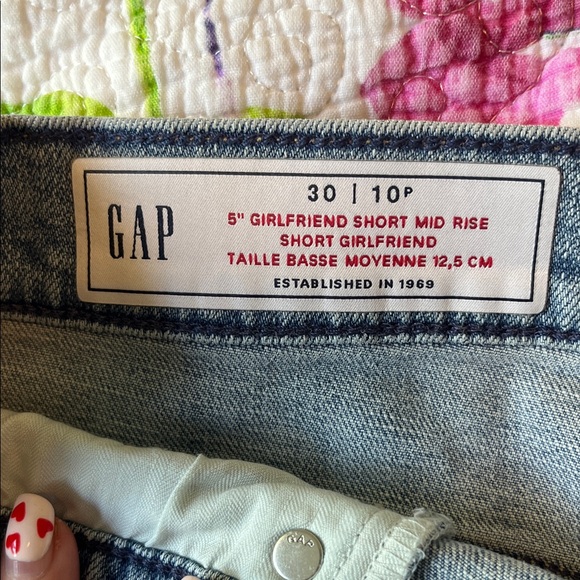 GAP
30 | 10P
5" GIRLFRIEND SHORT MID RISE
SHORT GIRLFRIEND
TAILLE BASSE MOYENNE 12,5 CM
ESTABLISHED IN 1969
GAP